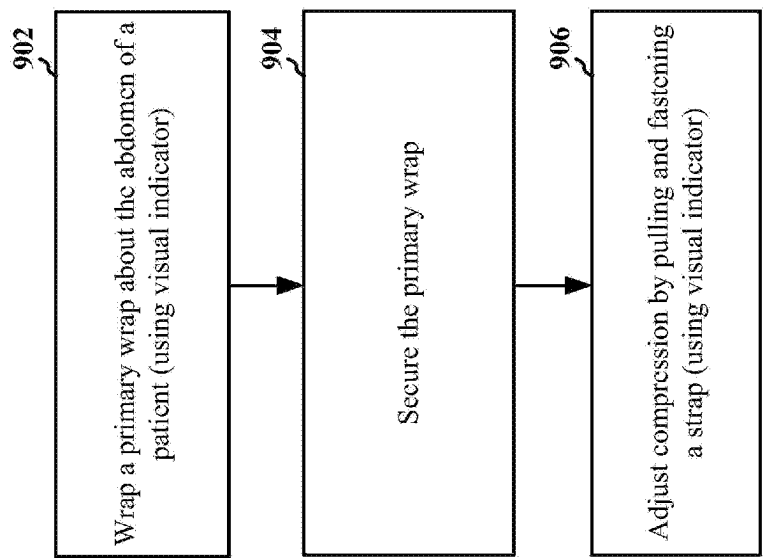 902
Wrap a primary wrap about the abdomen of a
patient (using visual indicator)
904
Secure the primary wrap
906
Adjust compression by pulling and fastening
a strap (using visual indicator)